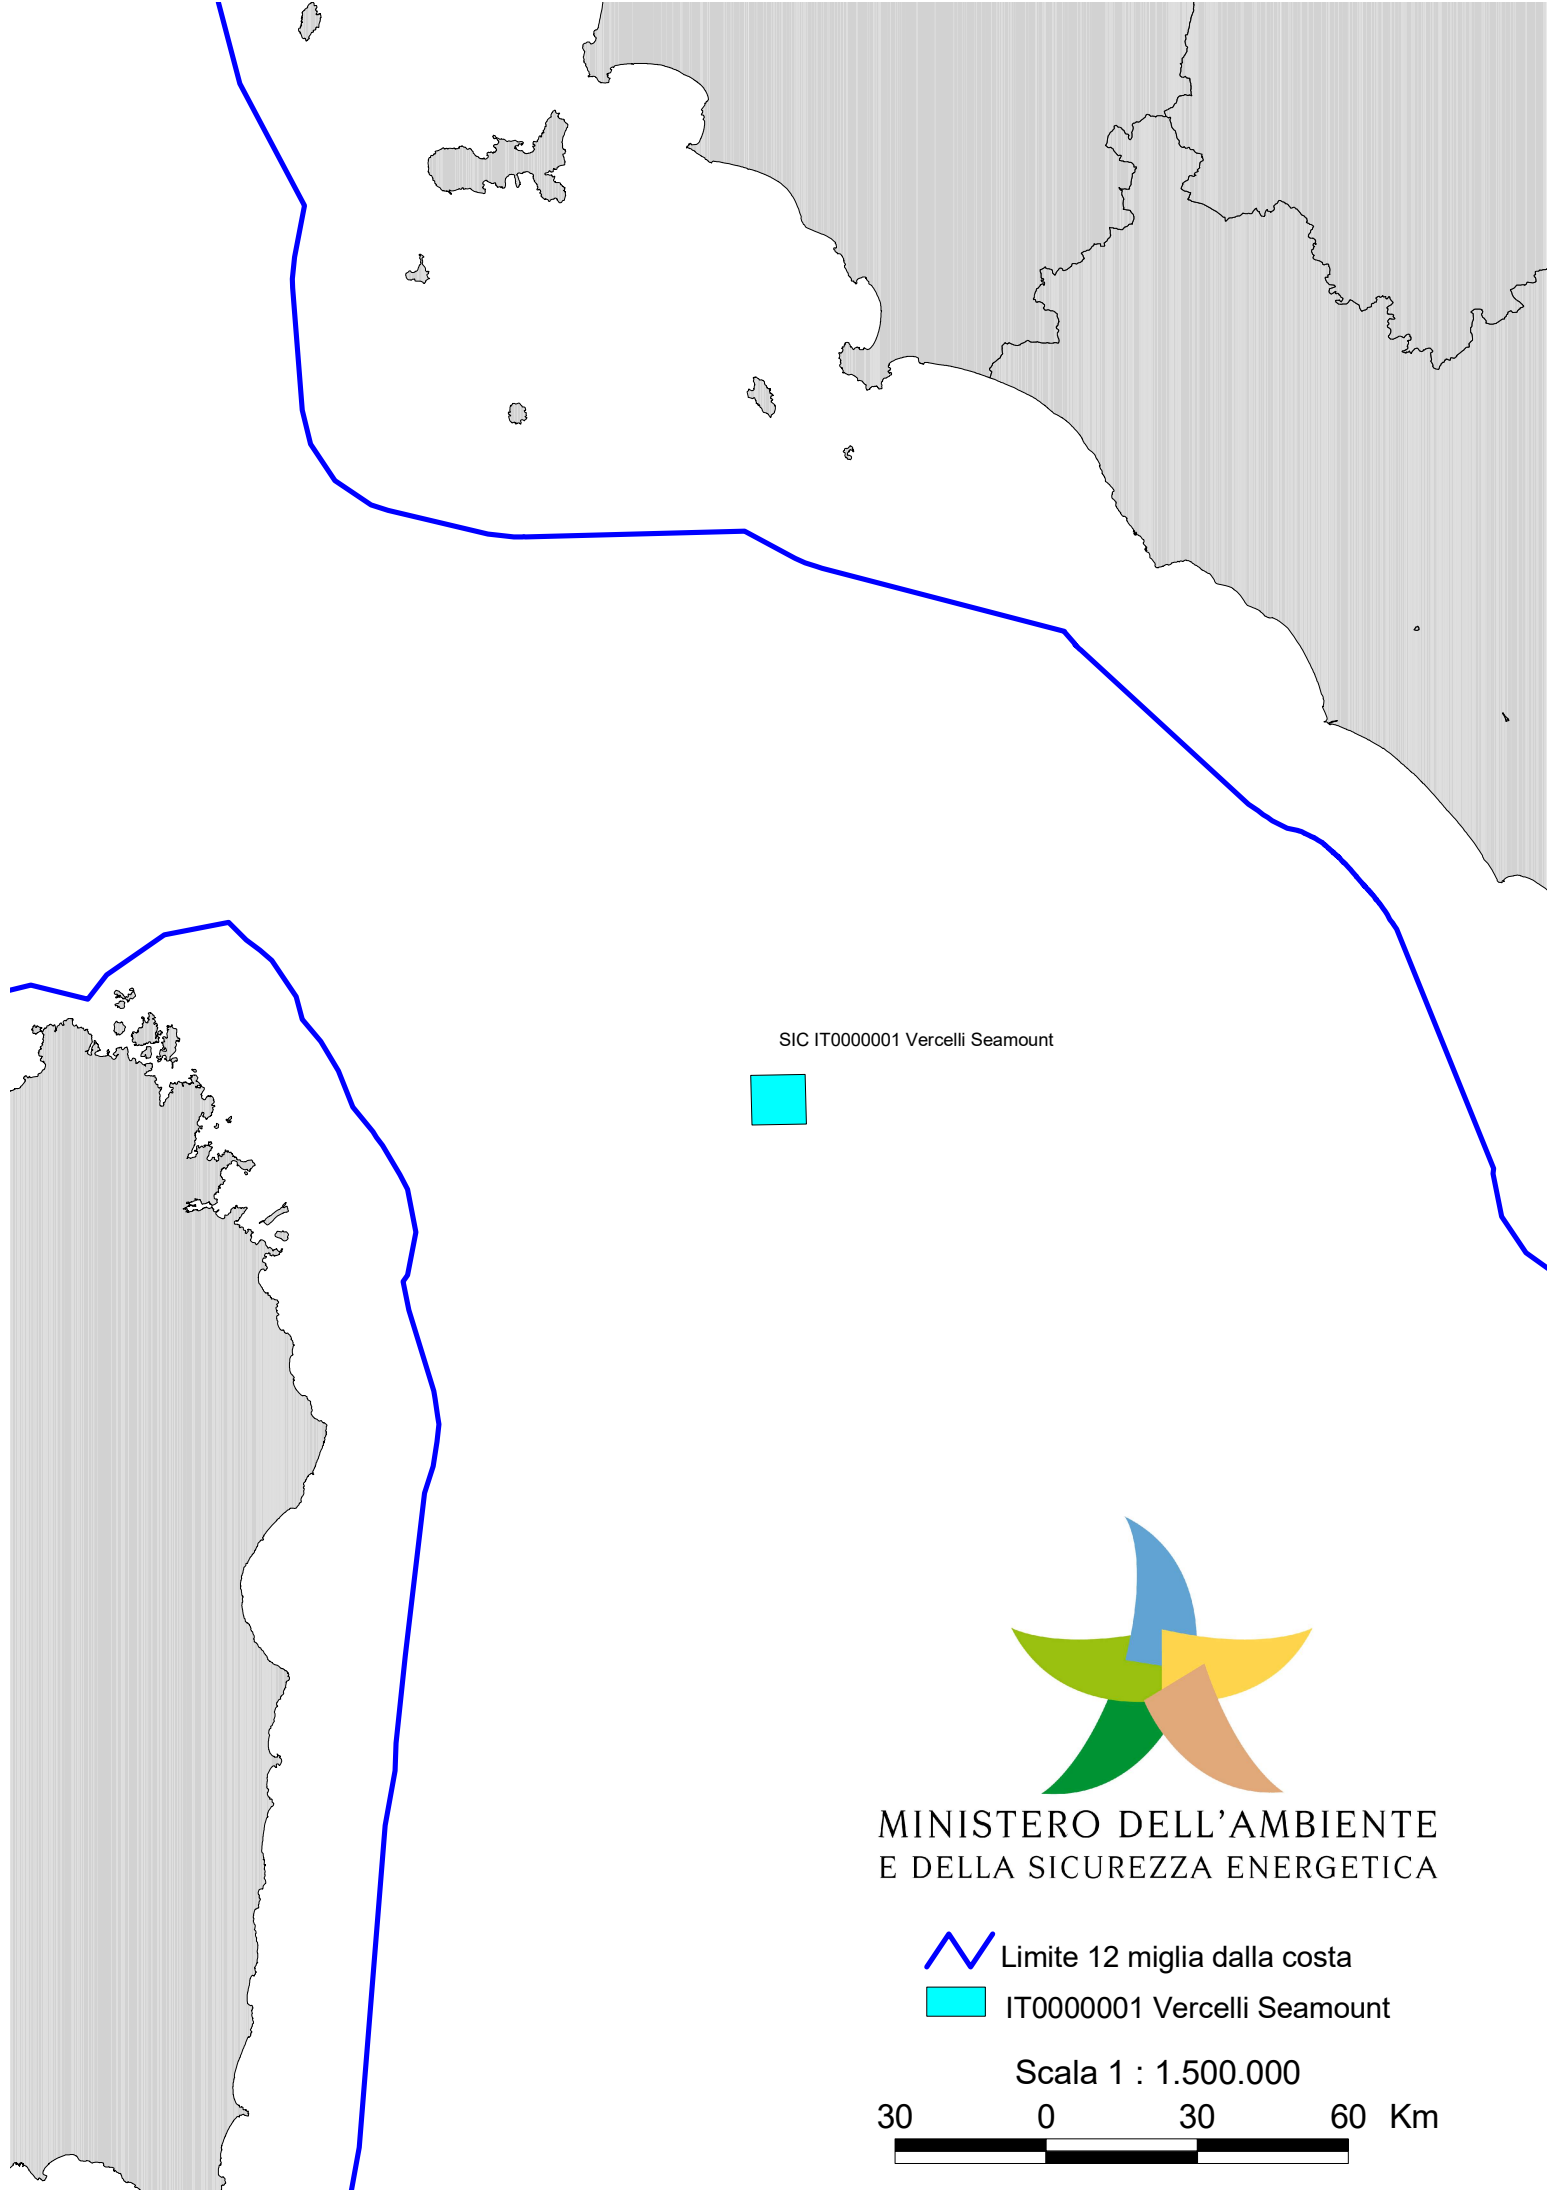 SIC IT0000001 Vercelli Seamount
MINISTERO DELL'AMBIENTE
E DELLA SICUREZZA ENERGETICA
Limite 12 miglia dalla costa
IT0000001 Vercelli Seamount
Scala 1 : 1.500.000
30 0 30 60 Km